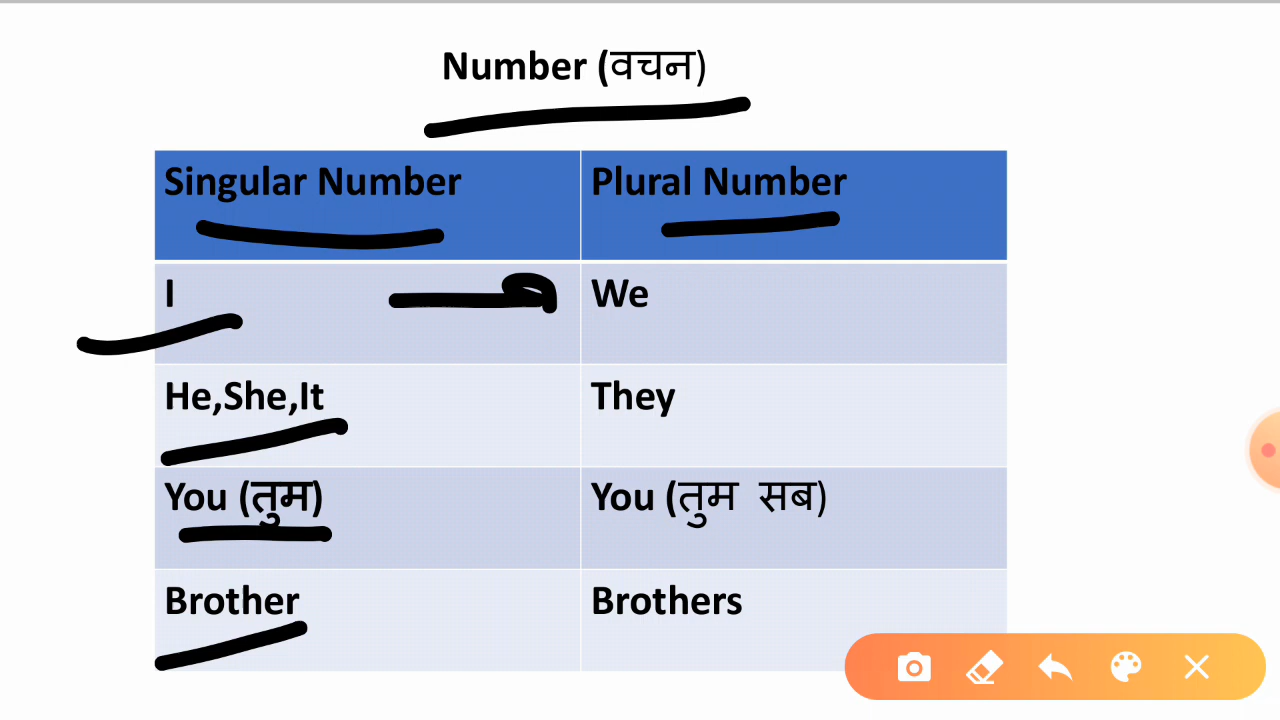 Number (वचन)
Singular Number Plural Number
I We
He,She,It They
You (तुम) You (तुम सब)
Brother Brothers